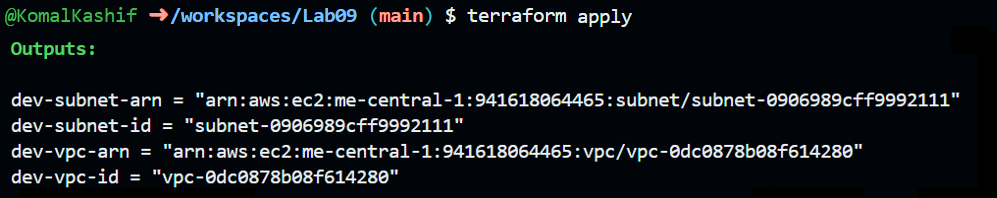 @KomalKashif ➜/workspaces/Lab09 (main) $ terraform apply
Outputs:
dev-subnet-arn = "arn:aws:ec2:me-central-1:941618064465:subnet/subnet-0906989cff9992111"
dev-subnet-id = "subnet-0906989cff9992111"
dev-vpc-arn = "arn:aws:ec2:me-central-1:941618064465:vpc/vpc-0dc0878b08f614280"
dev-vpc-id = "vpc-0dc0878b08f614280"